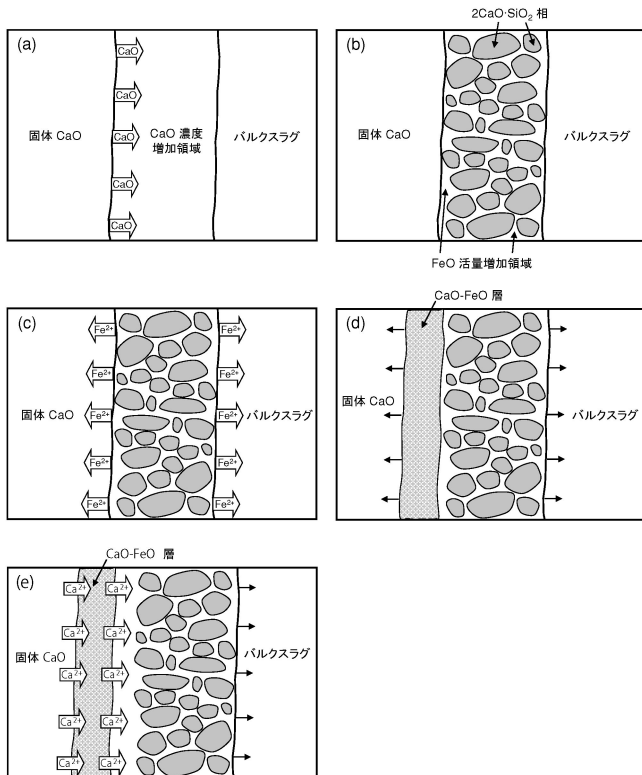 (a)
CaO
CaO
固体 CaO
CaO
CaO 濃度
増加領域
バルクスラグ
CaO
CaO
2CaO·SiO₂ 相
(b)
固体 CaO
バルクスラグ
FeO 活量増加領域
(c)
Fe²⁺
Fe²⁺
Fe²⁺
Fe²⁺
固体 CaO
Fe²⁺
Fe²⁺
バルクスラグ
Fe²⁺
Fe²⁺
Fe²⁺
Fe²⁺
CaO-FeO 層
(d)
固体 CaO
バルクスラグ
CaO-FeO 層
(e)
Ca²⁺
Ca²⁺
Ca²⁺
Ca²⁺
固体 CaO
バルクスラグ
Ca²⁺
Ca²⁺
Ca²⁺
Ca²⁺
Ca²⁺
Ca²⁺